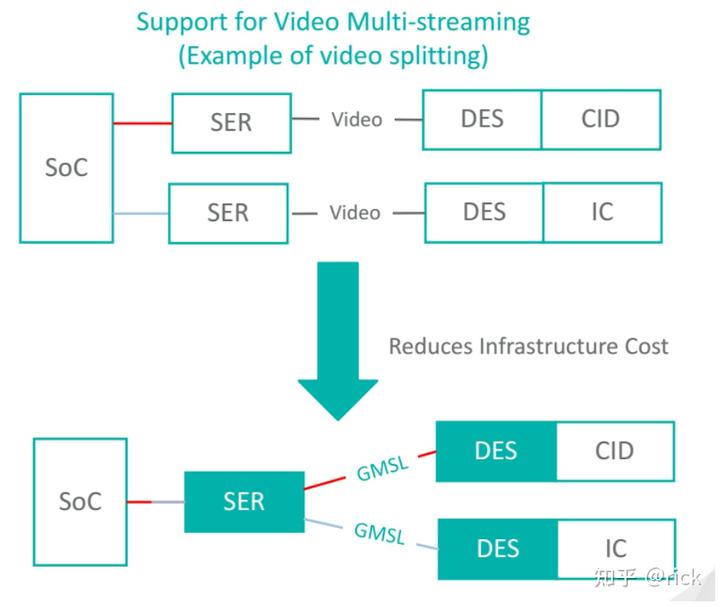 Support for Video Multi-streaming
(Example of video splitting)
SoC
SER
Video
DES
CID
SER
Video
DES
IC
Reduces Infrastructure Cost
SoC
SER
GMSL
DES
CID
GMSL
DES
IC
知乎 @rick